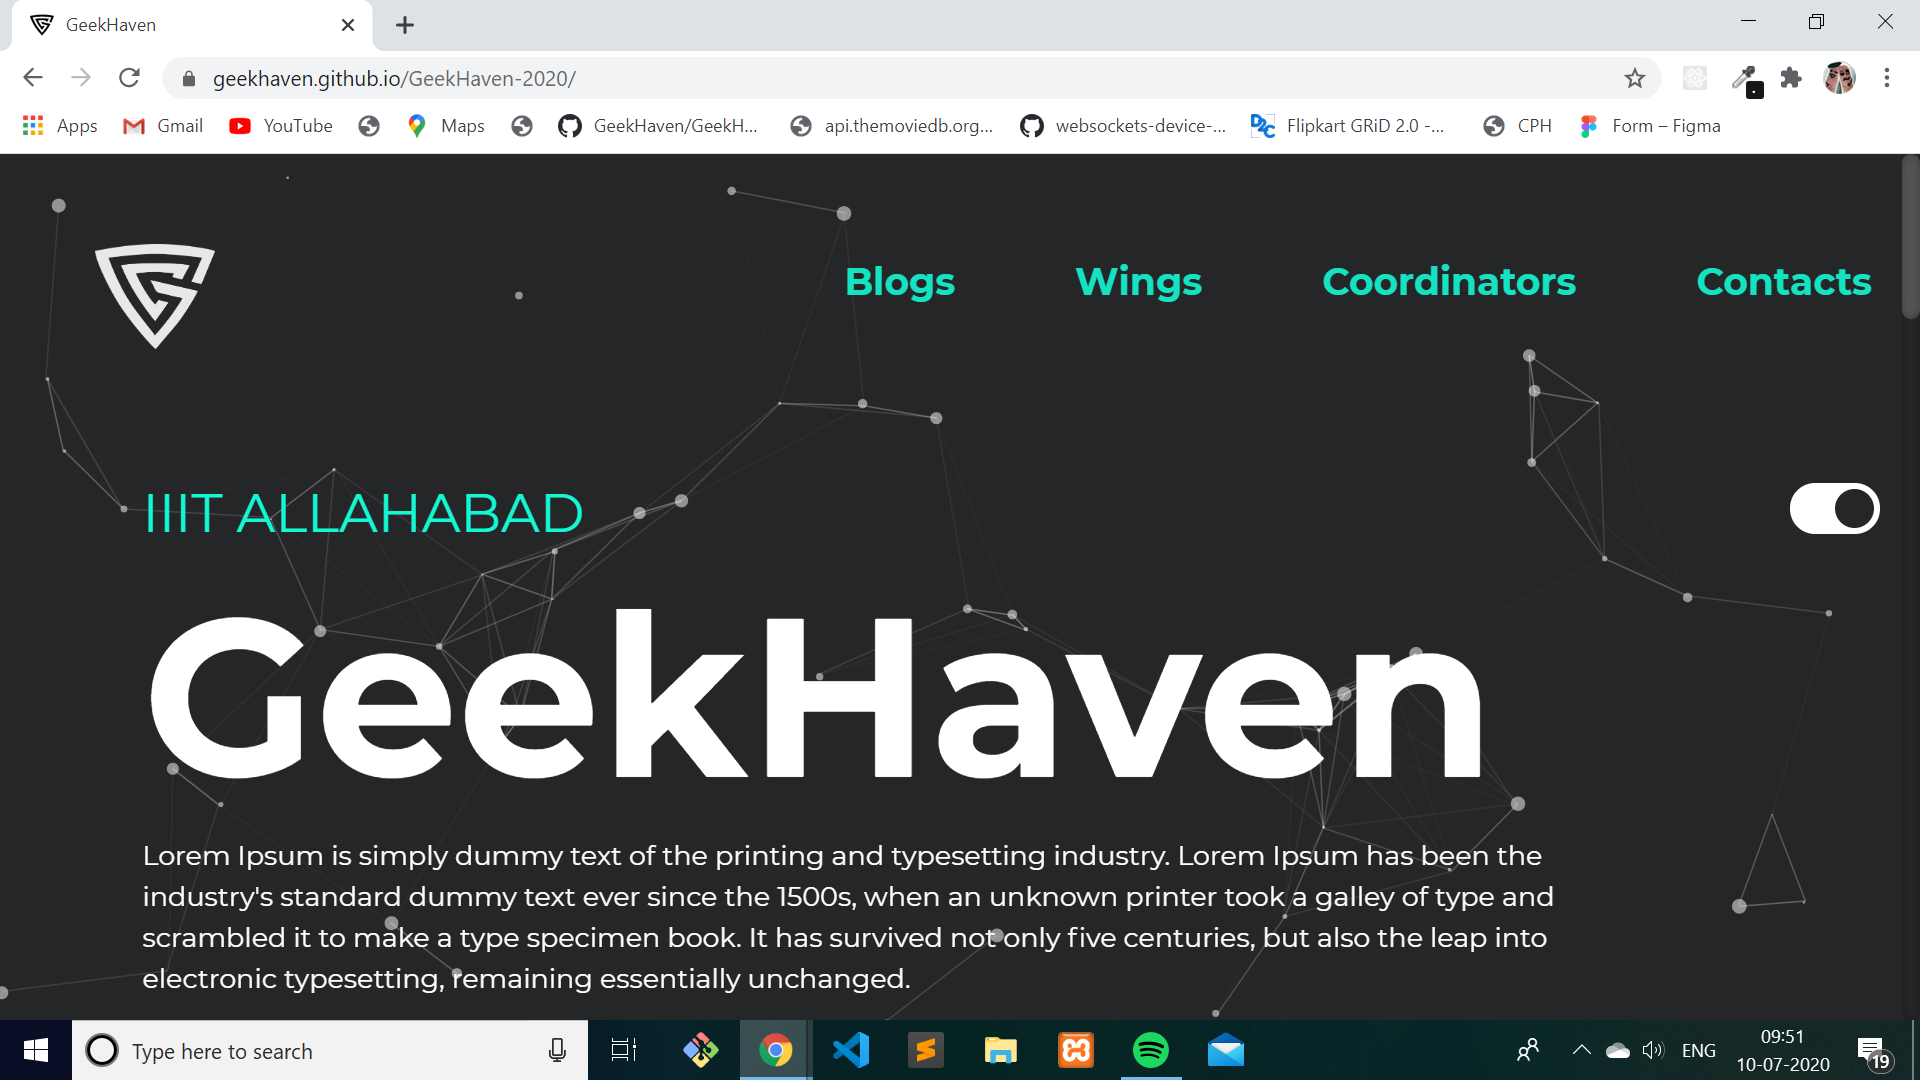 GeekHaven
geekhaven.github.io/GeekHaven-2020/
Apps Gmail YouTube Maps GeekHaven/GeekH... api.themoviedb.org... websockets-device-... Flipkart GRiD 2.0 -... CPH Form – Figma
Blogs Wings Coordinators Contacts
IIIT ALLAHABAD
GeekHaven
Lorem Ipsum is simply dummy text of the printing and typesetting industry. Lorem Ipsum has been the
industry's standard dummy text ever since the 1500s, when an unknown printer took a galley of type and
scrambled it to make a type specimen book. It has survived not only five centuries, but also the leap into
electronic typesetting, remaining essentially unchanged.
Type here to search
ENG
09:51
10-07-2020
19